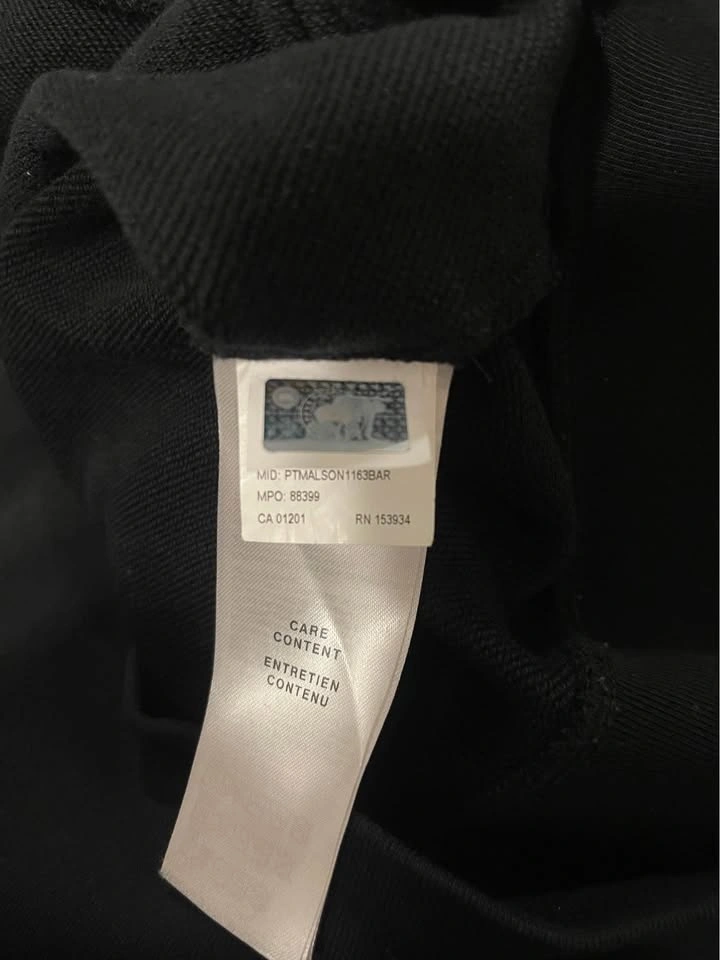 MID: PTMALSON1163BAR
MPO: 88399
CA 01201 RN 153934
CARE
CONTENT
ENTRETIEN
CONTENU